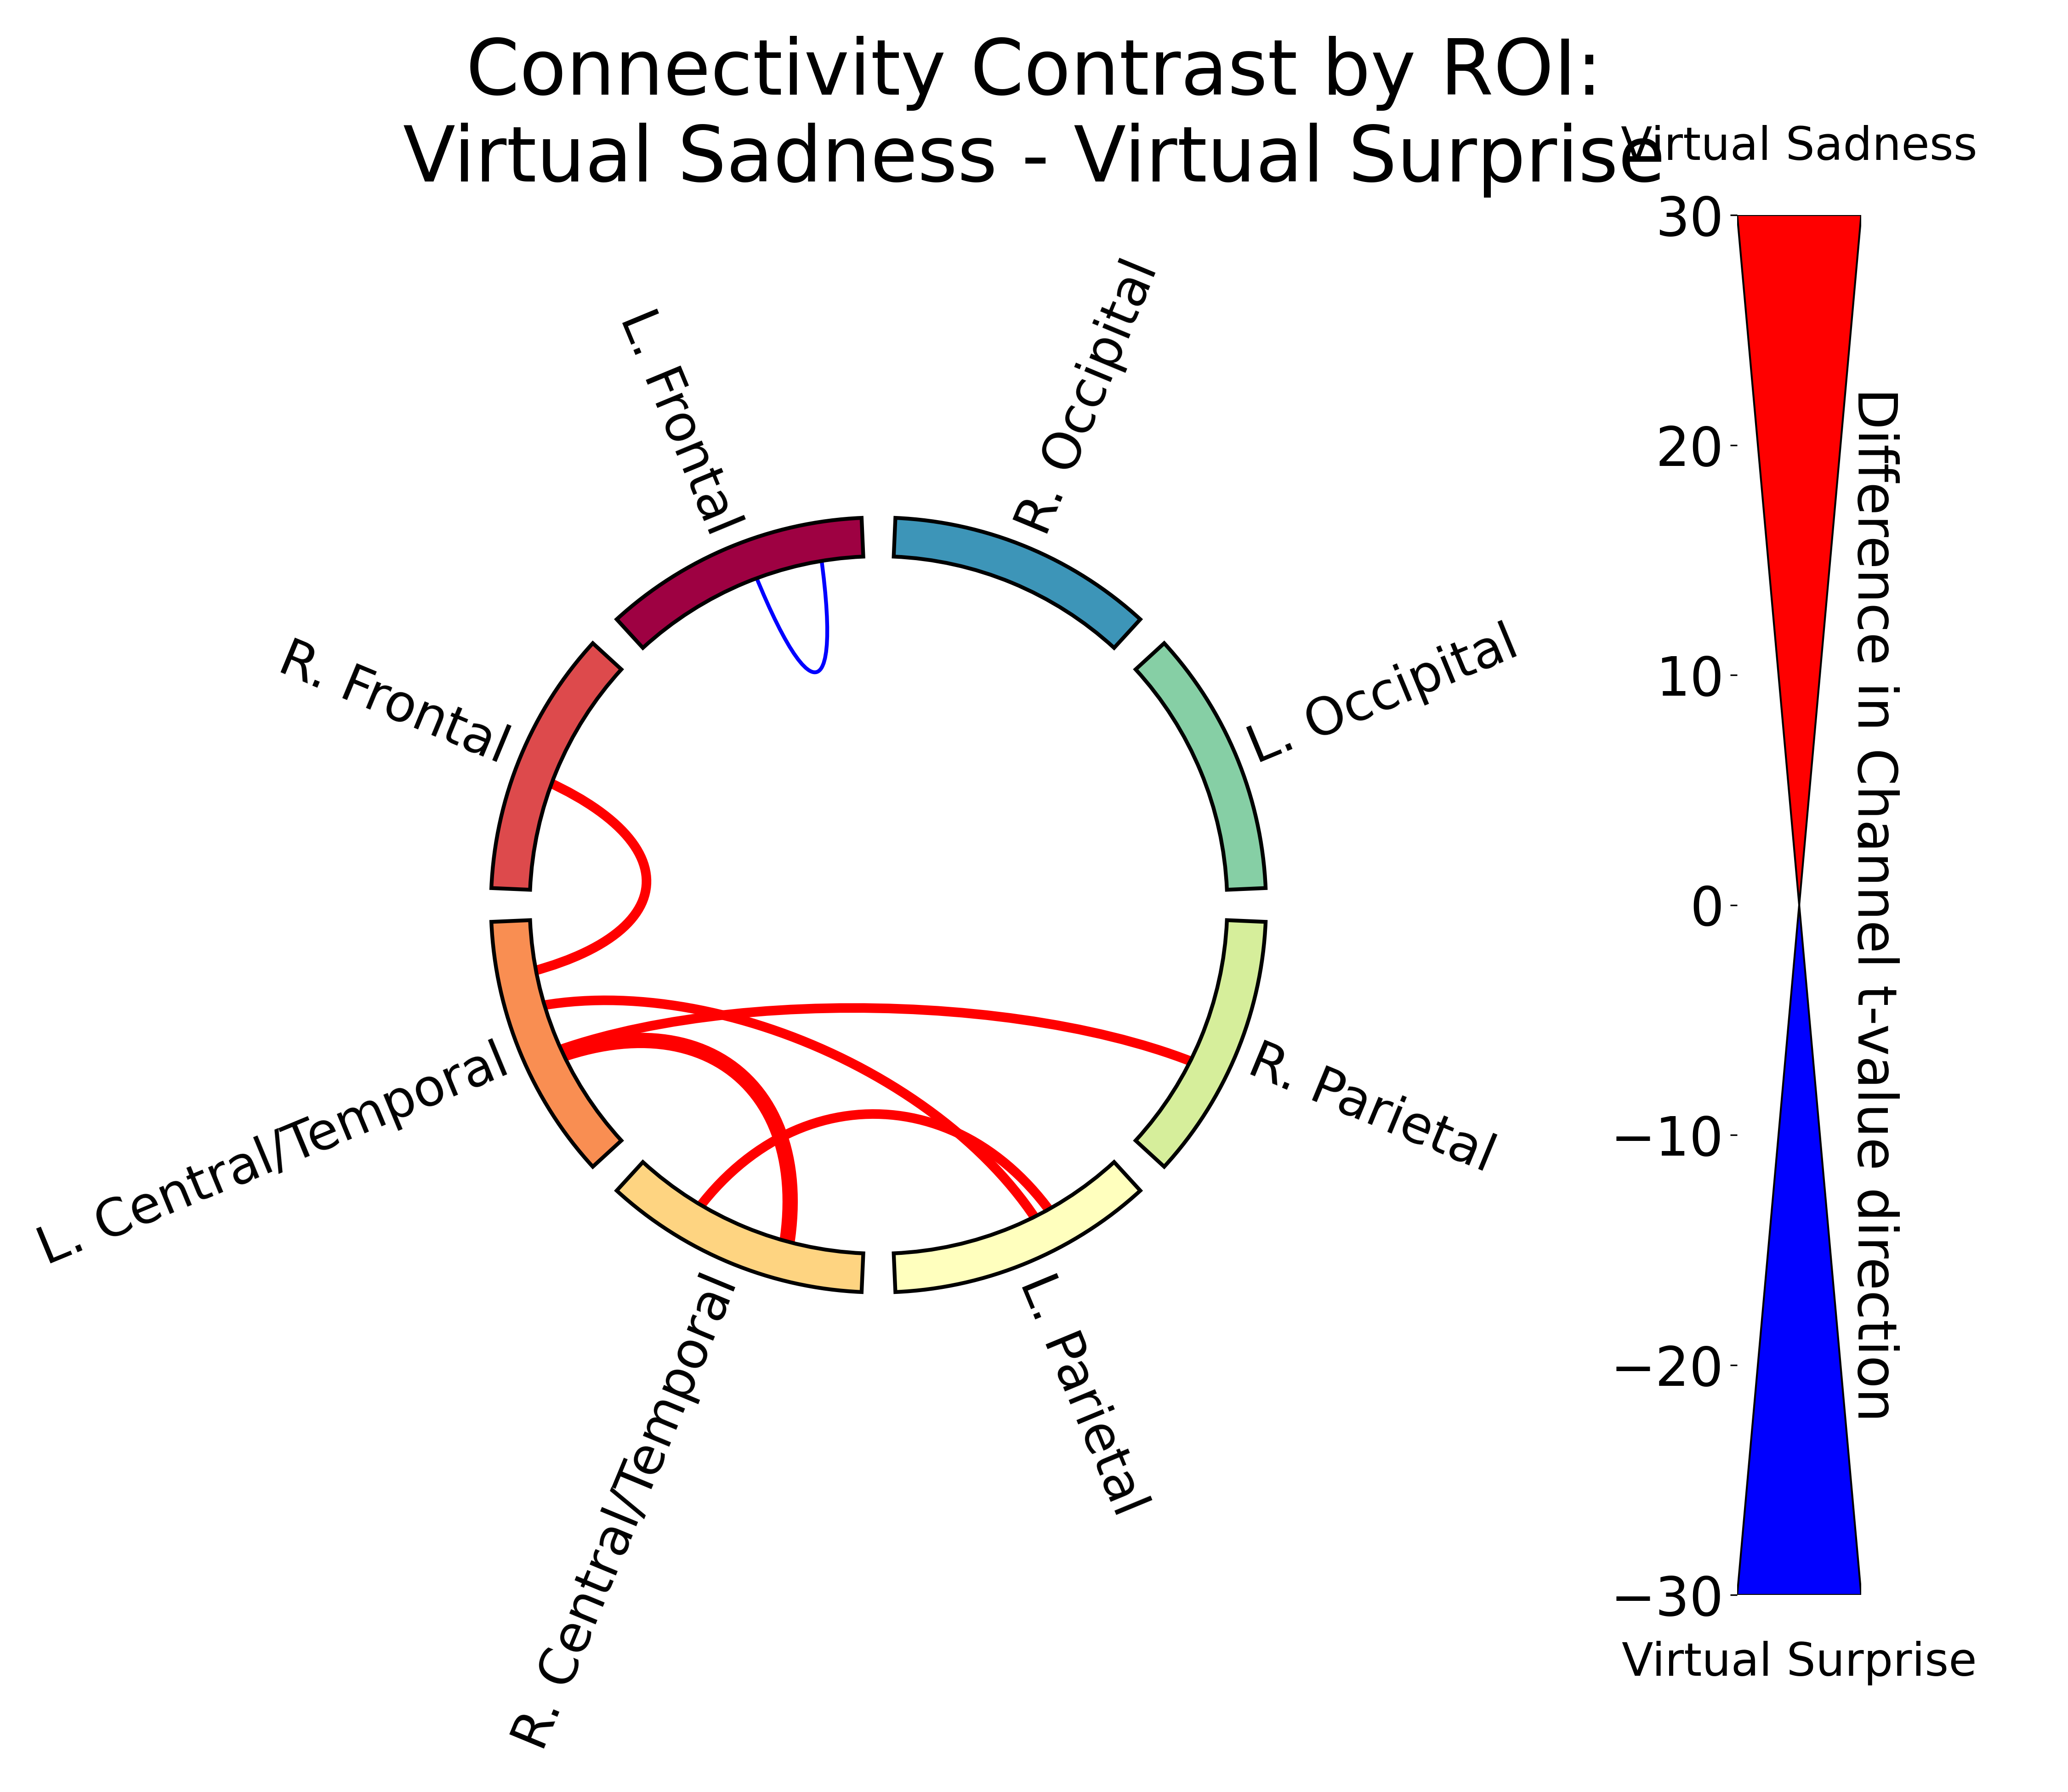 Connectivity Contrast by ROI:
Virtual Sadness - Virtual Surprise
Virtual Sadness
30
20
10
0
−10
−20
−30
Difference in Channel t-value direction
Virtual Surprise
L. Frontal
R. Occipital
R. Frontal
L. Occipital
L. Central/Temporal
R. Parietal
R. Central/Temporal
L. Parietal